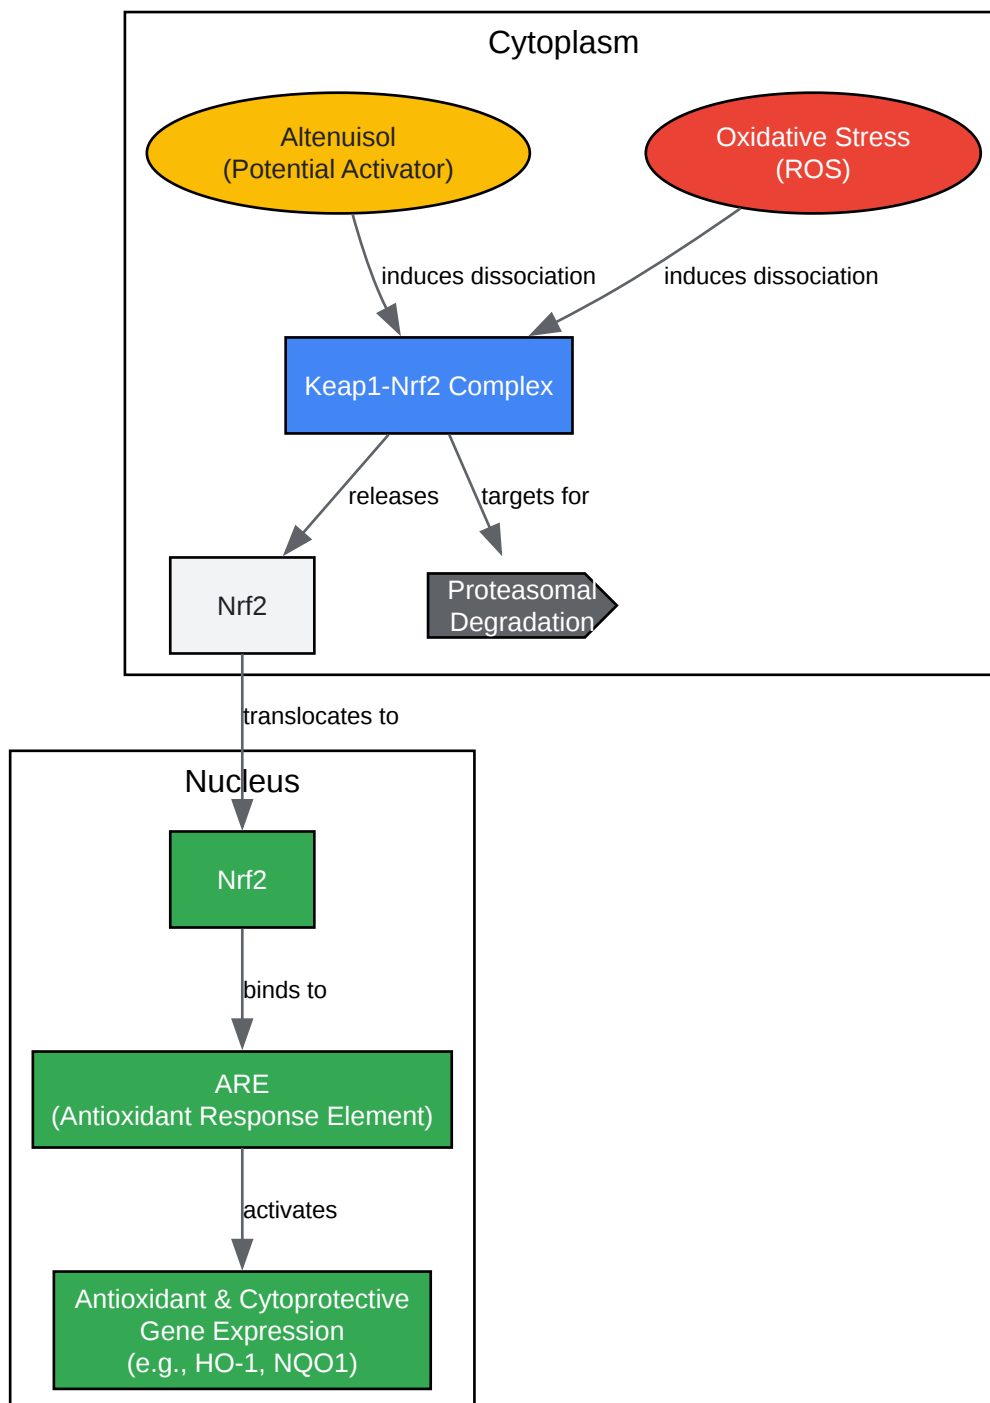 Cytoplasm
Altenuisol
(Potential Activator)
Oxidative Stress
(ROS)
induces dissociation
induces dissociation
Keap1-Nrf2 Complex
releases
targets for
Nrf2
Proteasomal
Degradation
translocates to
Nucleus
Nrf2
binds to
ARE
(Antioxidant Response Element)
activates
Antioxidant & Cytoprotective
Gene Expression
(e.g., HO-1, NQO1)